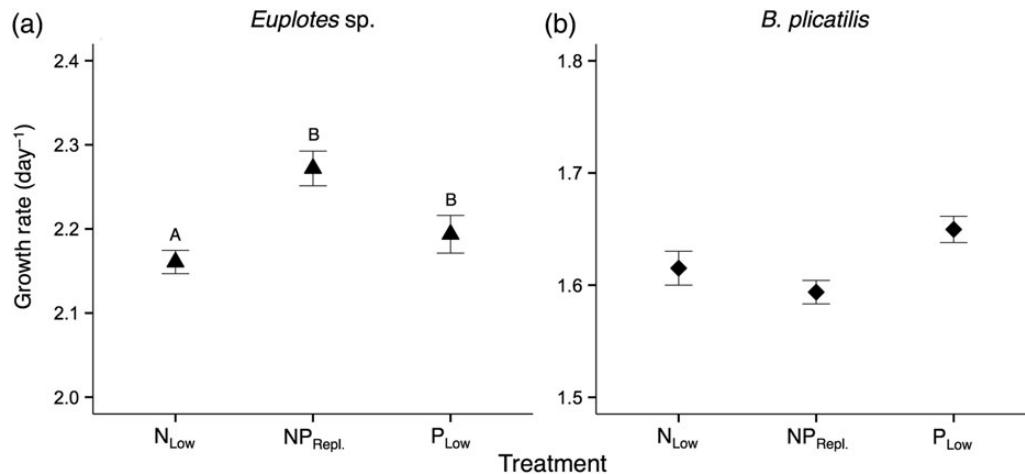 (a)
Euplotes sp.
(b)
B. plicatilis
Growth rate (day⁻¹)
2.4
2.3
2.2
2.1
2.0
A
B
B
N_Low
NP_Repl.
P_Low
1.8
1.7
1.6
1.5
N_Low
NP_Repl.
P_Low
Treatment